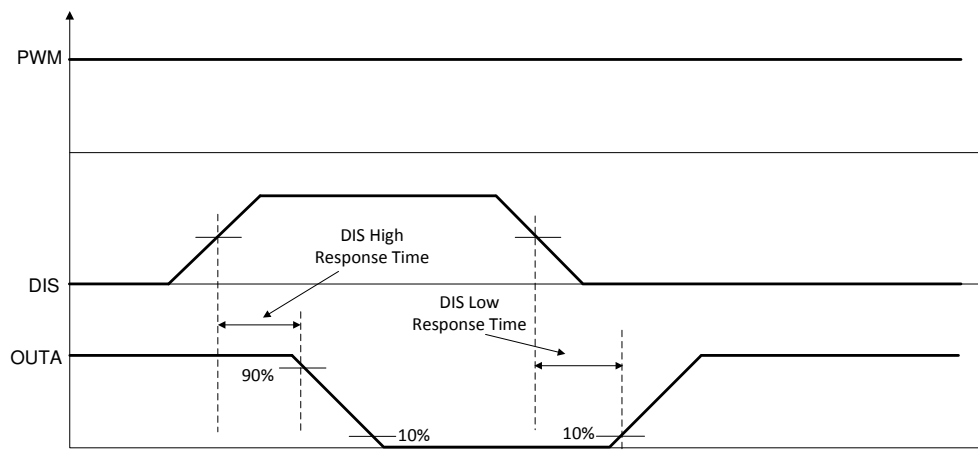 PWM
DIS High
Response Time
DIS
DIS Low
Response Time
OUTA
90%
10%
10%